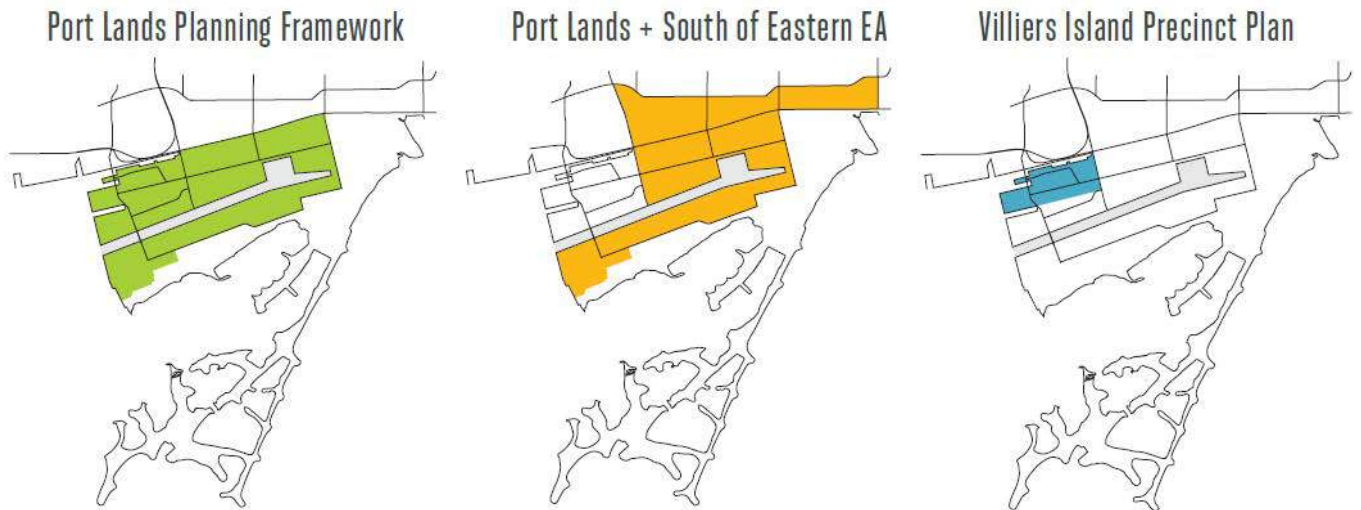 Port Lands Planning Framework
Port Lands + South of Eastern EA
Villiers Island Precinct Plan